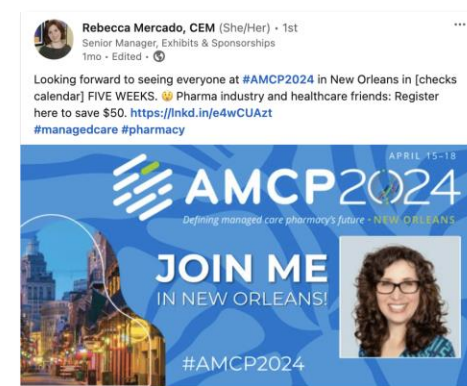 Rebecca Mercado, CEM (She/Her) • 1st
Senior Manager, Exhibits & Sponsorships
1mo • Edited •
Looking forward to seeing everyone at #AMCP2024 in New Orleans in [checks
calendar] FIVE WEEKS. 😯 Pharma industry and healthcare friends: Register
here to save $50. https://lnkd.in/e4wCUAzt
#managedcare #pharmacy
APRIL 15–18
AMCP2024
Defining managed care pharmacy's future • NEW ORLEANS
JOIN ME
IN NEW ORLEANS!
#AMCP2024